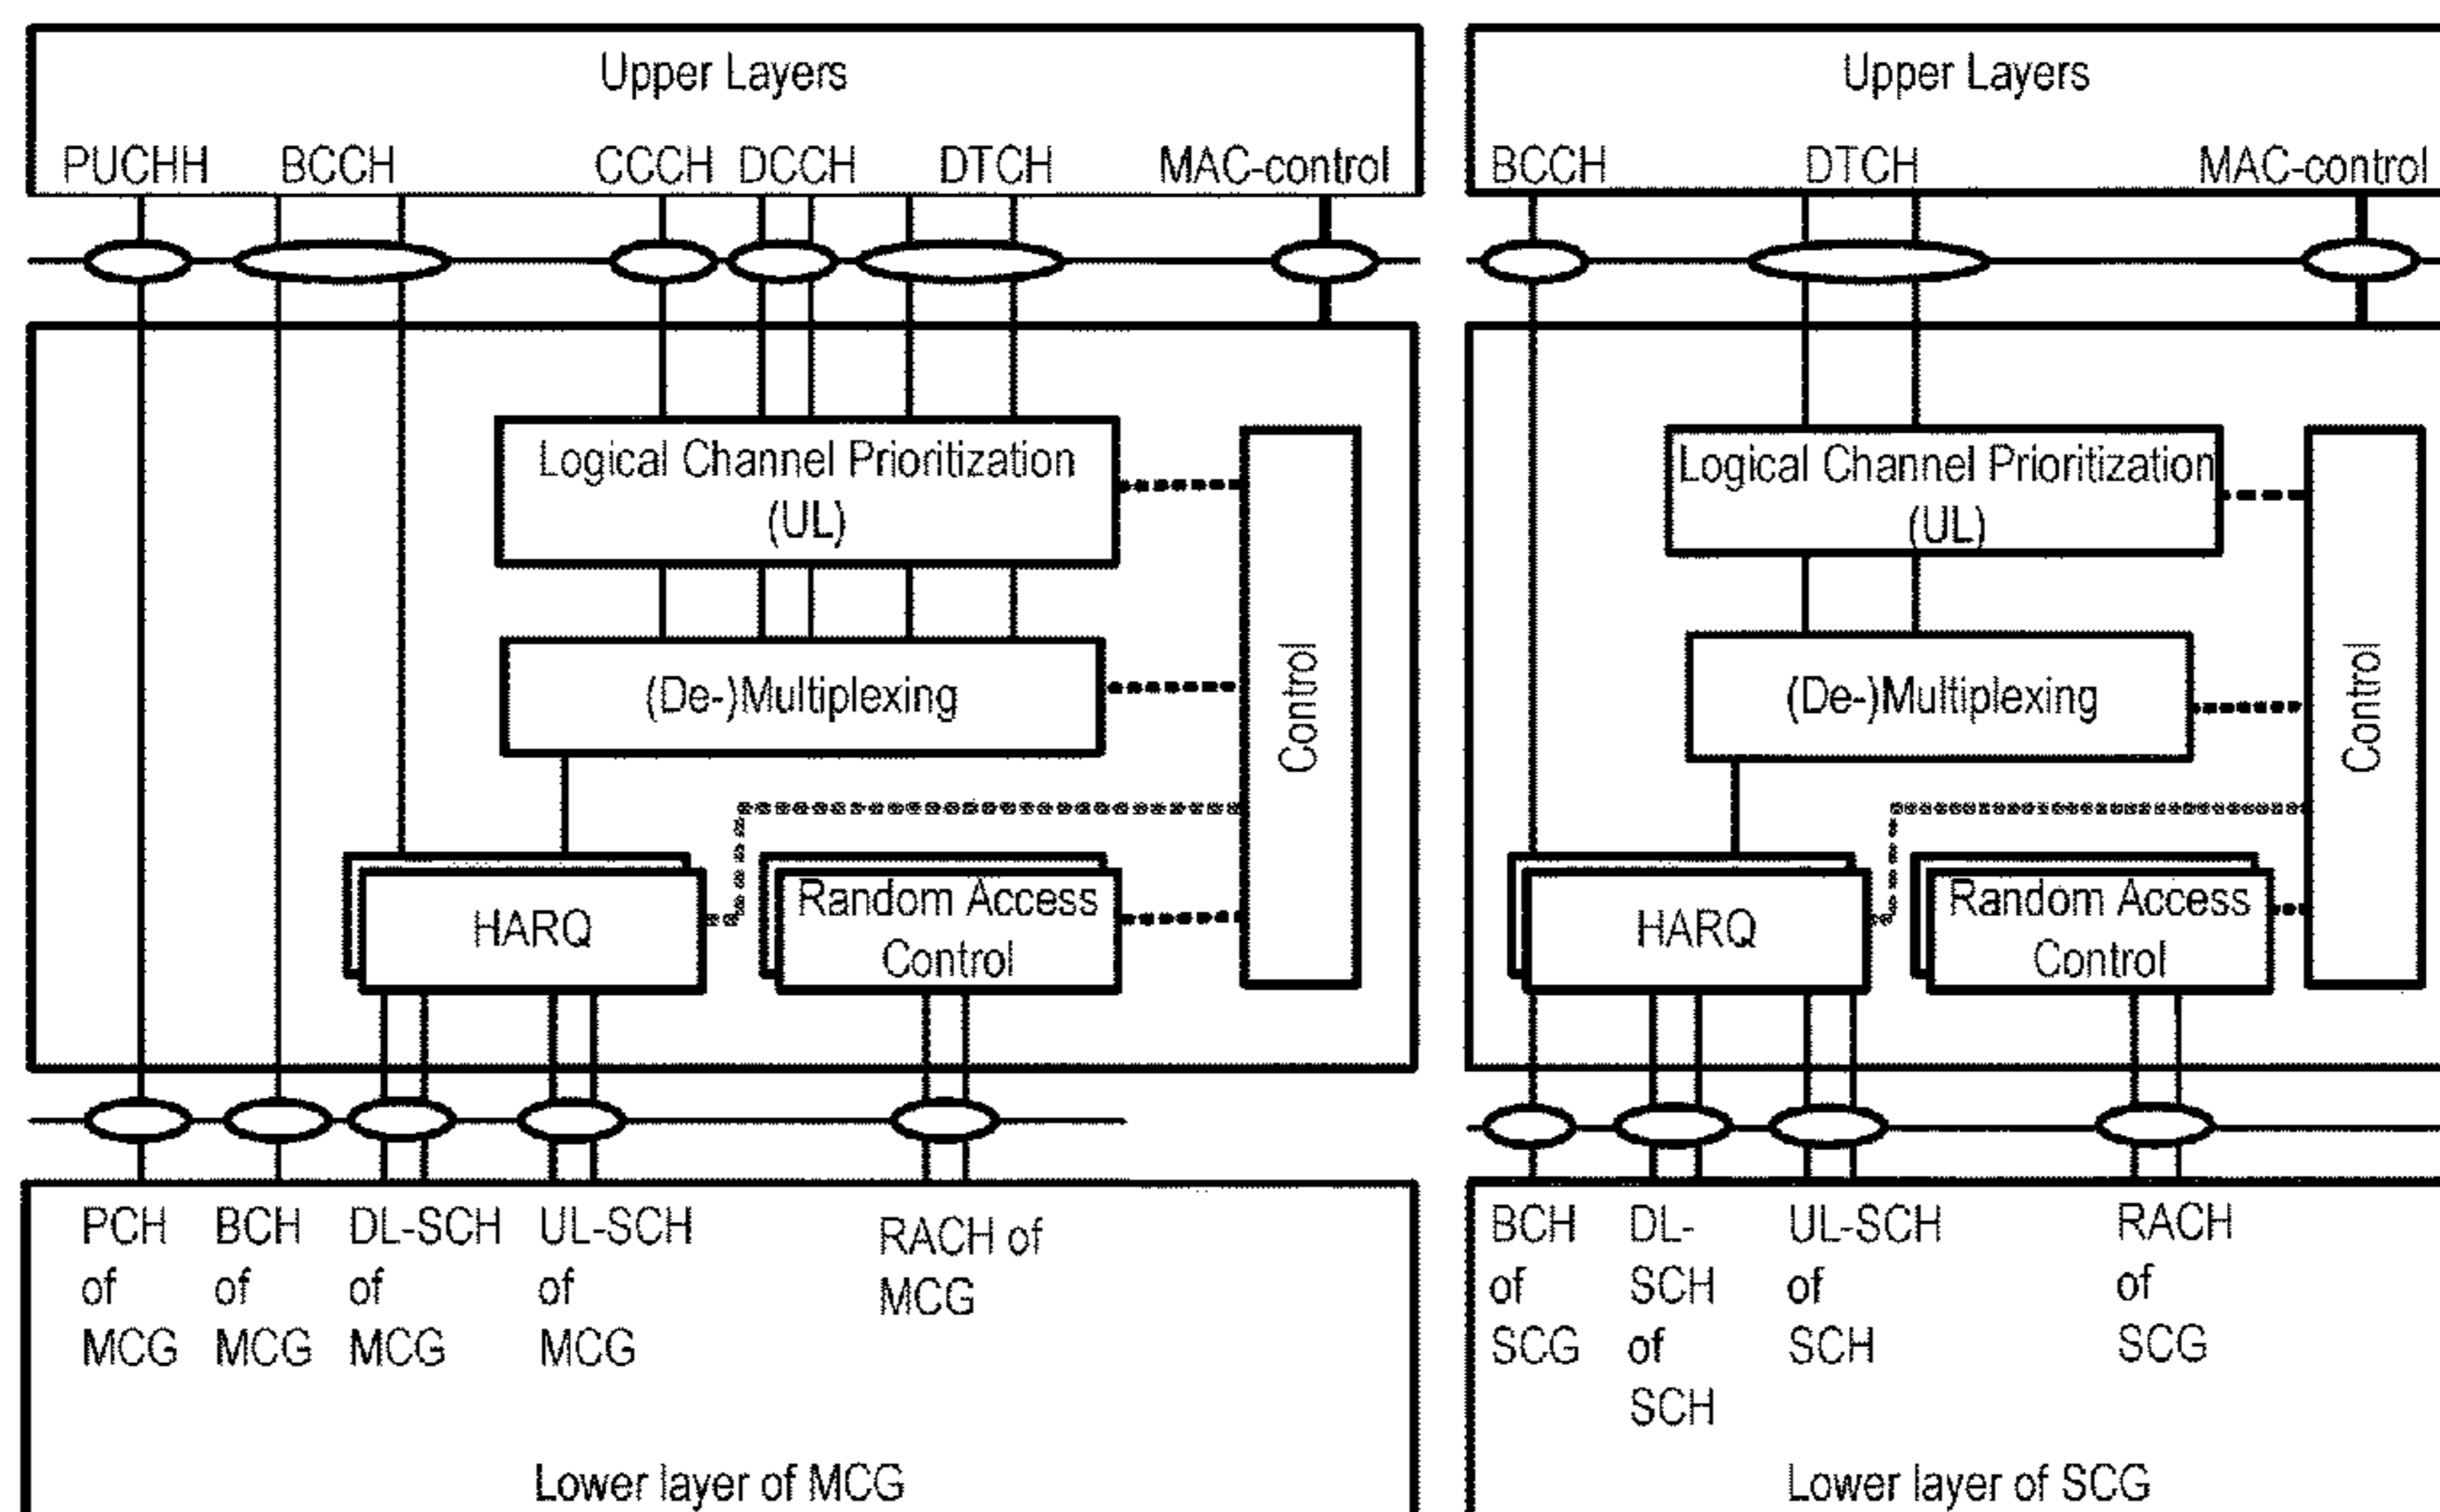 Upper Layers
PUCHH BCCH CCCH DCCH DTCH MAC-control
Logical Channel Prioritization
(UL)
(De-)Multiplexing
Control
HARQ
Random Access
Control
PCH
of
MCG
BCH
of
MCG
DL-SCH
of
MCG
UL-SCH
of
MCG
RACH of
MCG
Lower layer of MCG
Upper Layers
BCCH DTCH MAC-control
Logical Channel Prioritization
(UL)
(De-)Multiplexing
Control
HARQ
Random Access
Control
BCH
of
SCG
DL-
SCH
of
SCH
UL-SCH
of
SCH
RACH
of
SCG
Lower layer of SCG